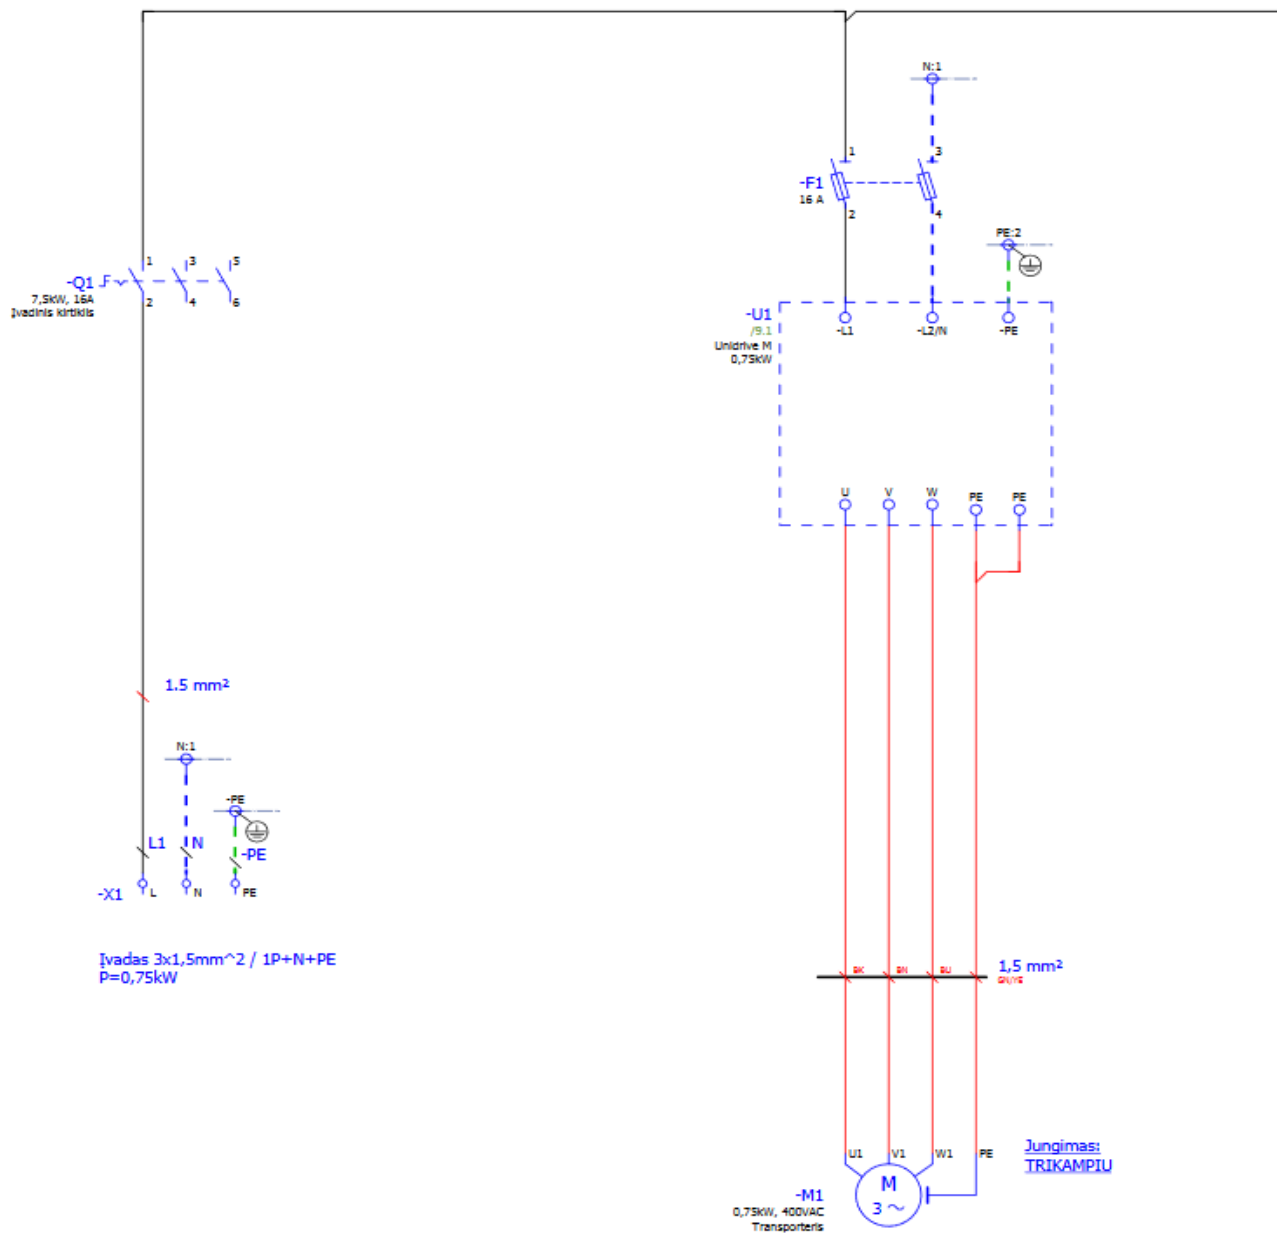 N:1
1
3
-F1
16 A
2
4
PE:2
1
3
5
-Q1
7,5kW, 16A
Įvadinis kirtiklis
2
4
6
-U1
/9.1
Unidrive M
0,75kW
-L1
-L2/N
-PE
U
V
W
PE
PE
1.5 mm²
N:1
-PE
L1
N
-PE
-X1
L
N
PE
Įvadas 3x1,5mm^2 / 1P+N+PE
P=0,75kW
BK
BN
BU
1,5 mm²
GN/YE
U1
V1
W1
PE
Jungimas:
TRIKAMPIU
M
3 ~
-M1
0,75kW, 400VAC
Transporteris